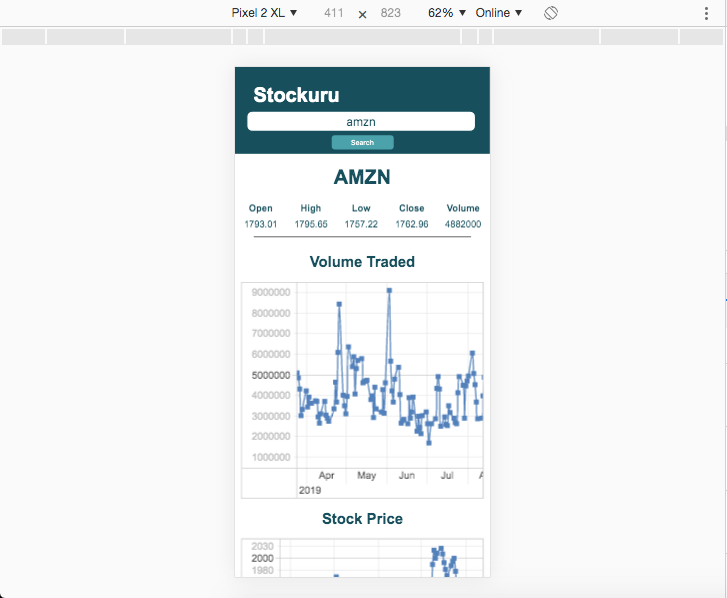 Pixel 2 XL ▼ 411 × 823 62% ▼ Online ▼
Stockuru
amzn
Search
AMZN
Open High Low Close Volume
1793.01 1795.65 1757.22 1762.96 4882000
Volume Traded
9000000
8000000
7000000
6000000
5000000
4000000
3000000
2000000
1000000
Apr May Jun Jul
2019
Stock Price
2030
2000
1980